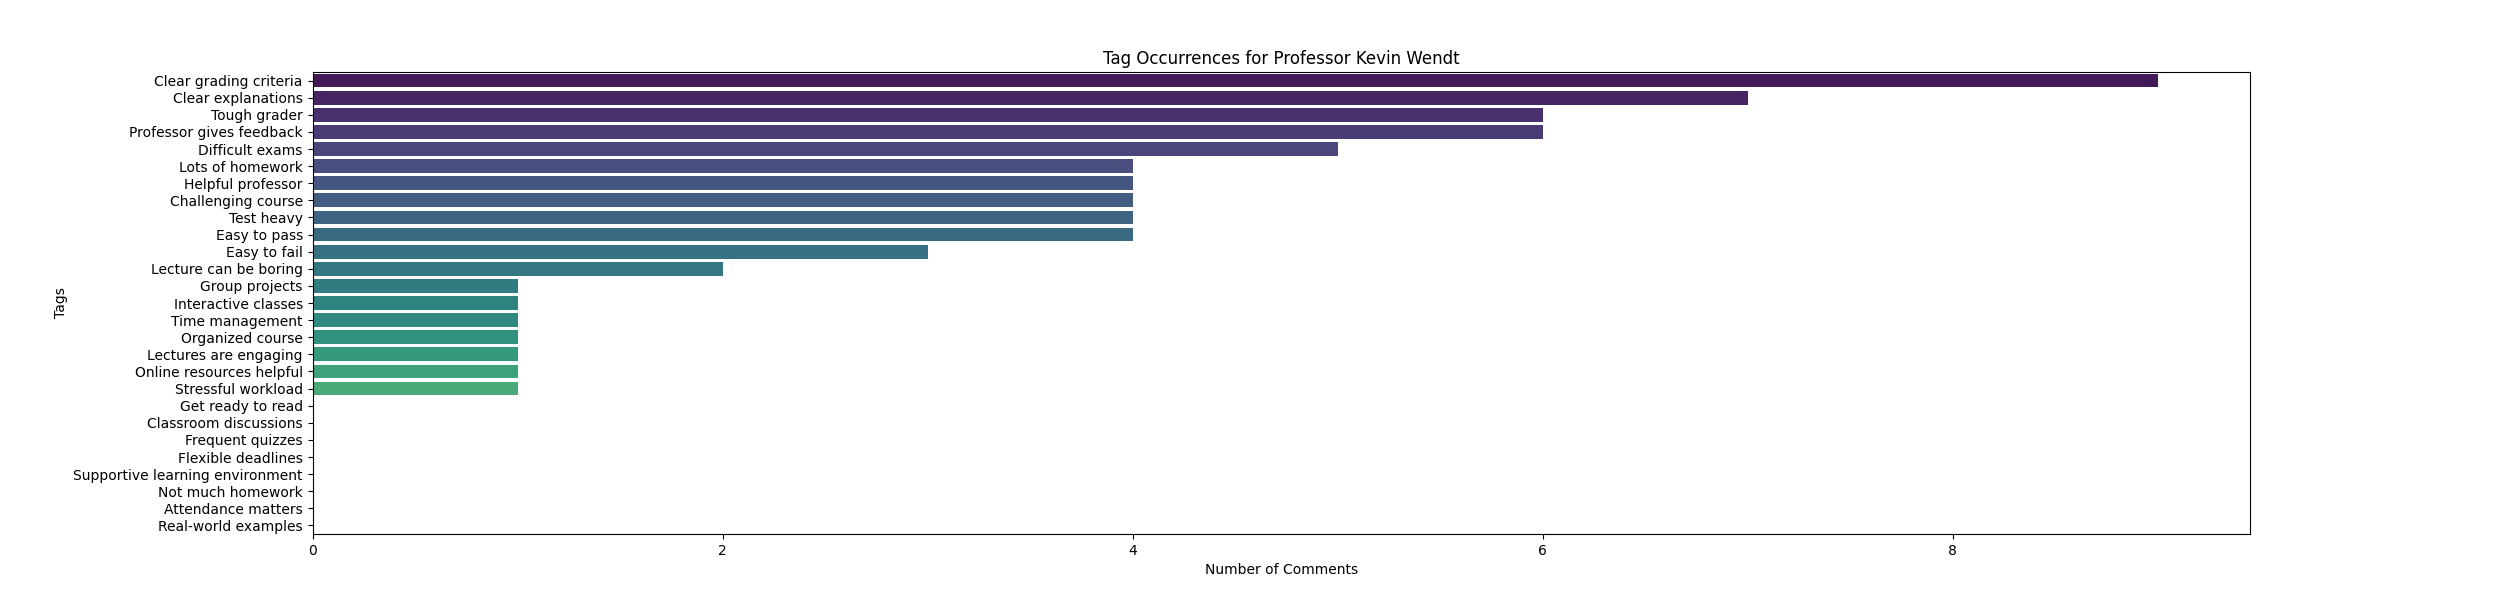 Tag Occurrences for Professor Kevin Wendt
Clear grading criteria
Clear explanations
Tough grader
Professor gives feedback
Difficult exams
Lots of homework
Helpful professor
Challenging course
Test heavy
Easy to pass
Easy to fail
Lecture can be boring
Group projects
Interactive classes
Time management
Organized course
Lectures are engaging
Online resources helpful
Stressful workload
Get ready to read
Classroom discussions
Frequent quizzes
Flexible deadlines
Supportive learning environment
Not much homework
Attendance matters
Real-world examples
Tags
0 2 4 6 8
Number of Comments